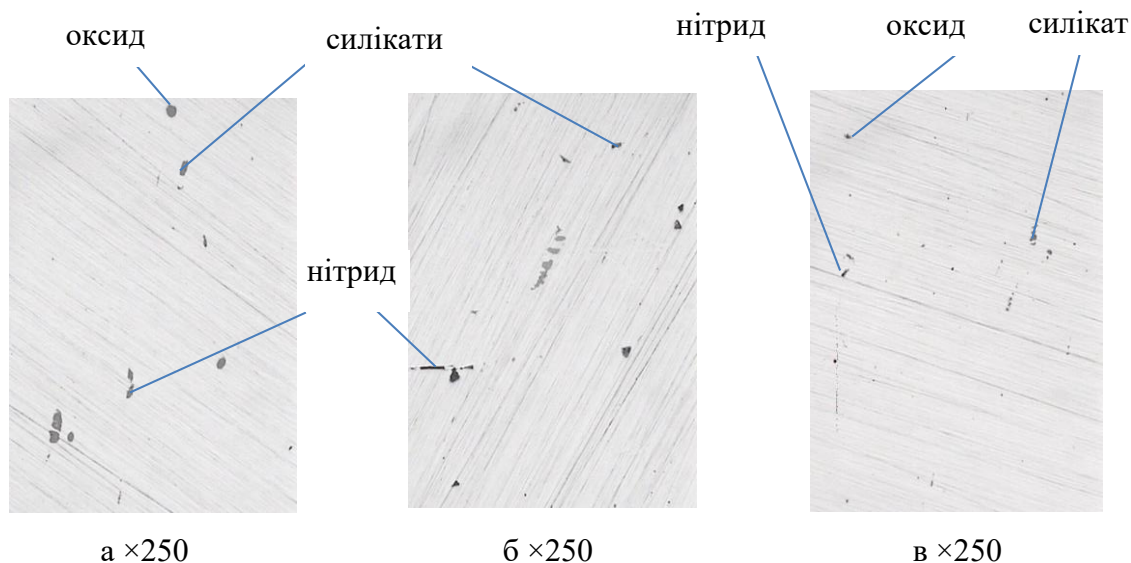 оксид
силікати
нітрид
оксид
силікат
нітрид
а ×250
б ×250
в ×250